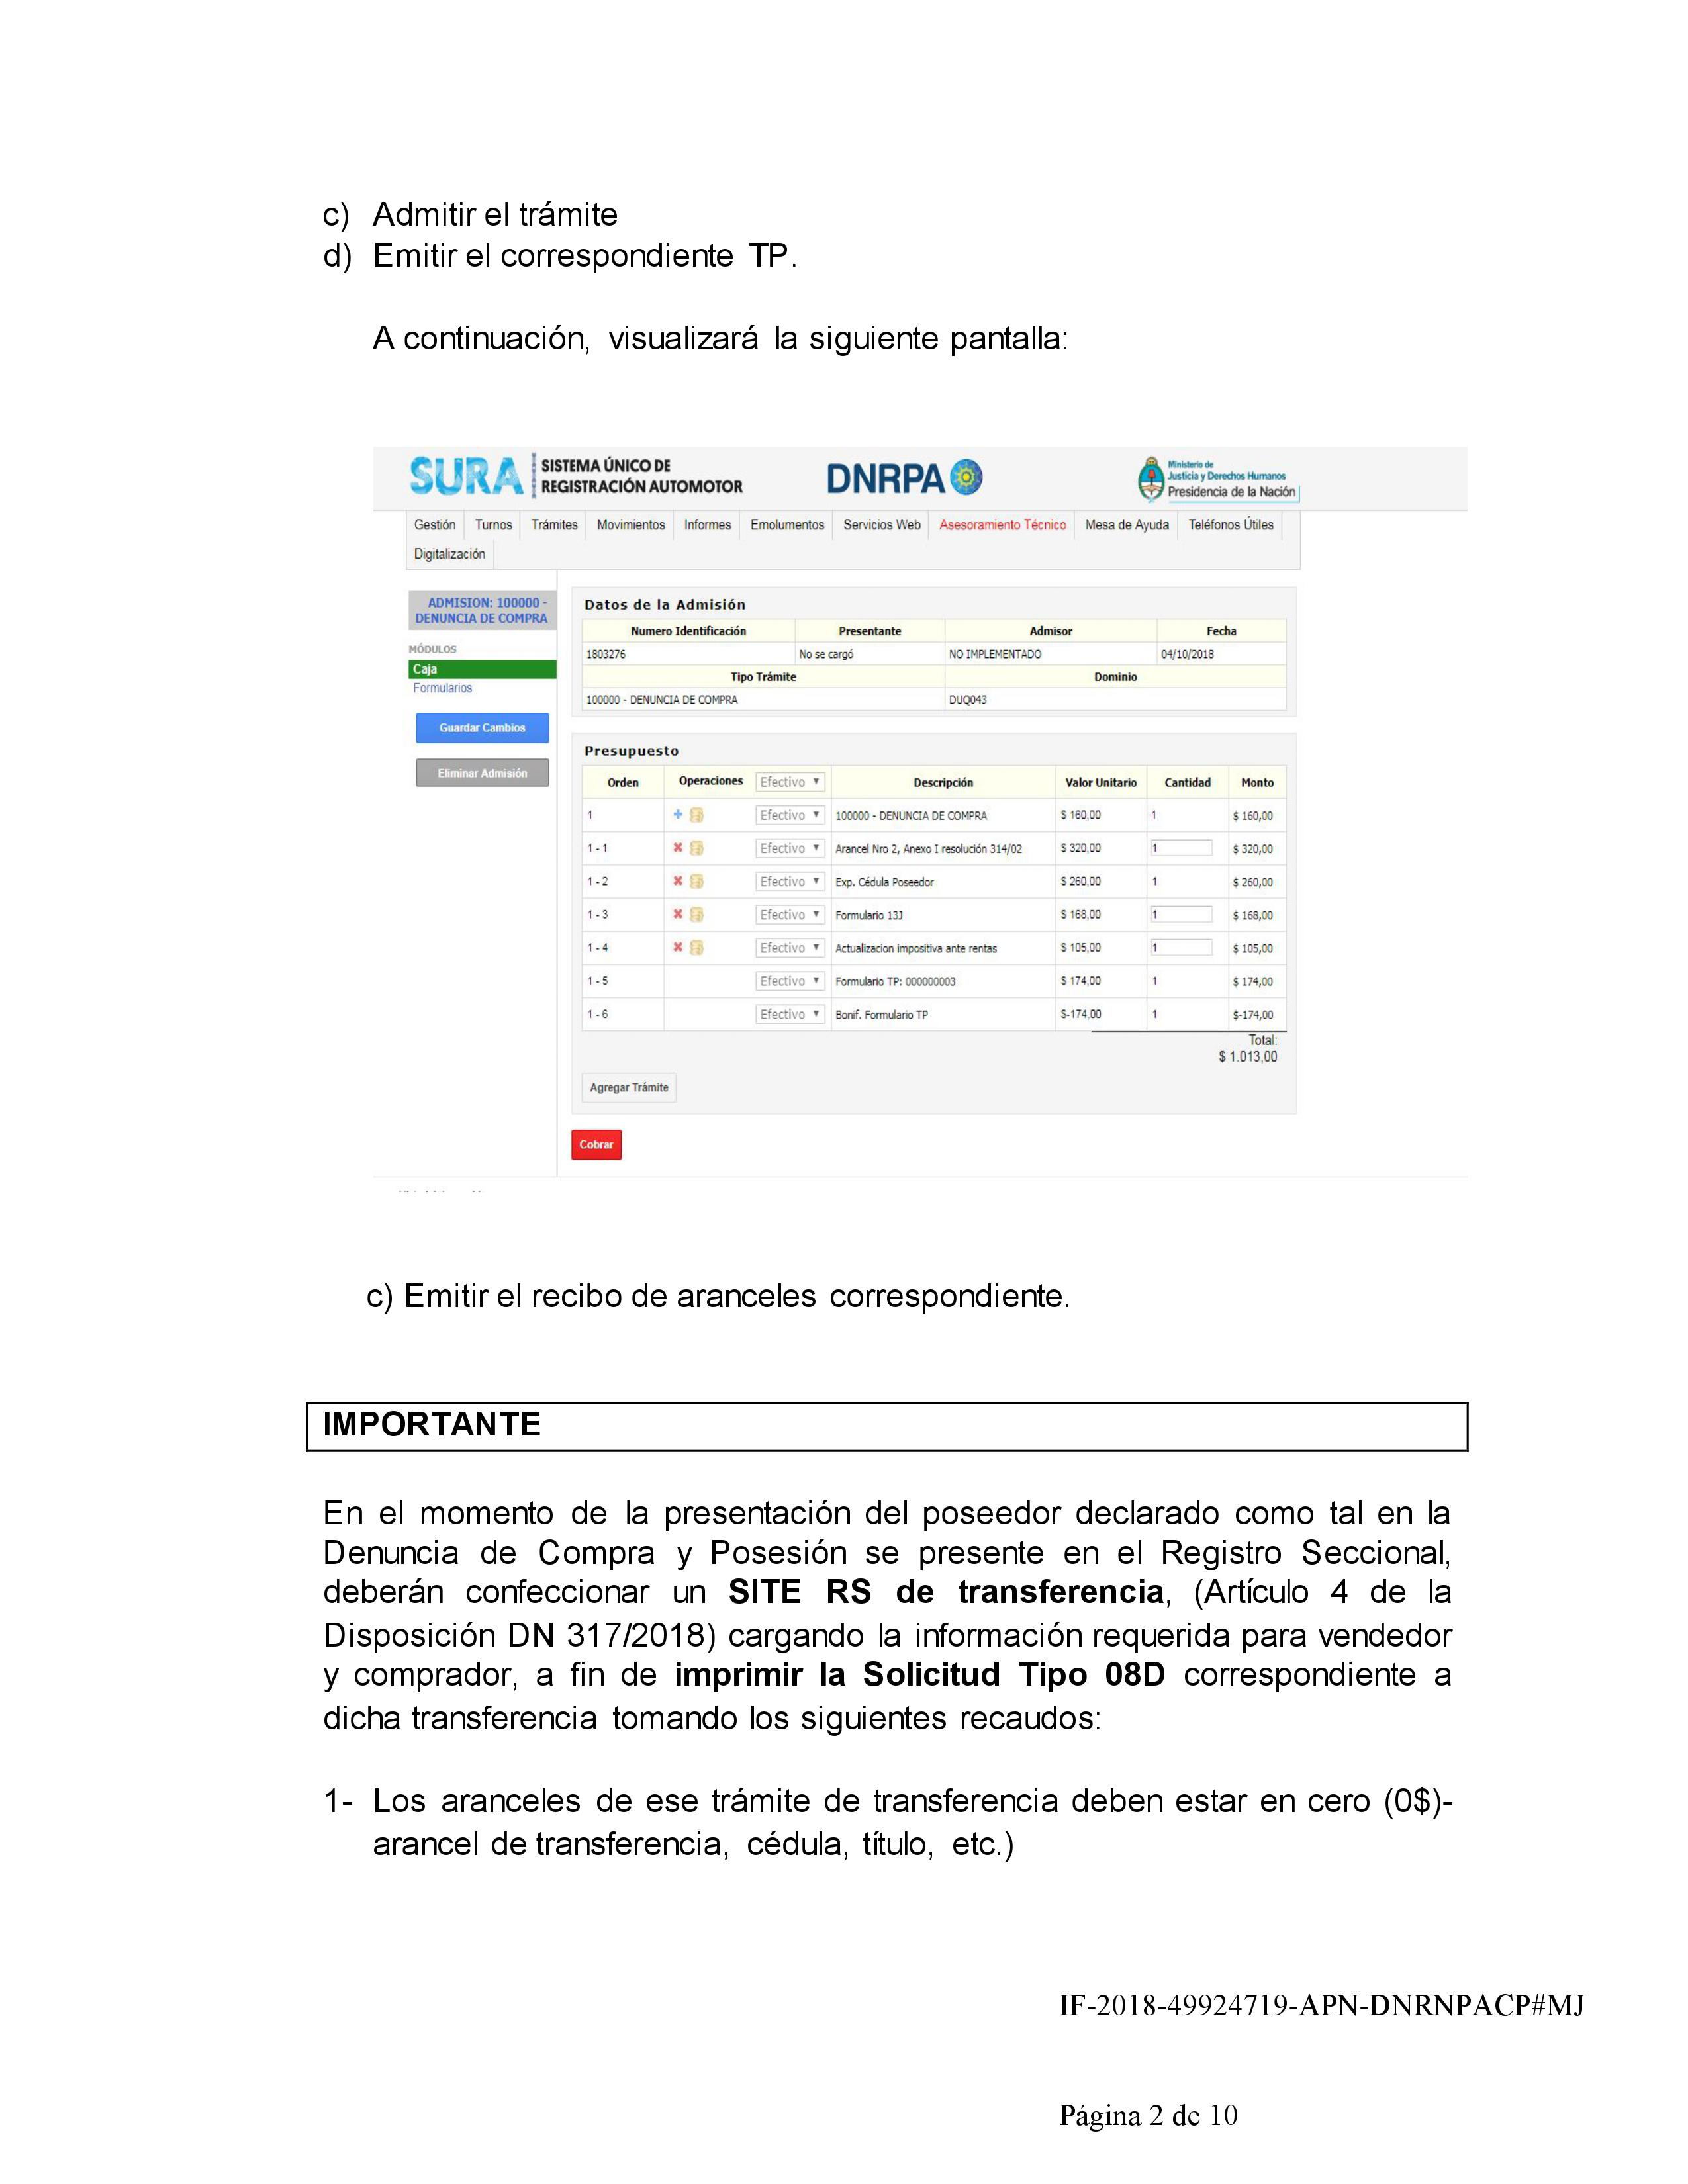 c) Admitir el trámite
d) Emitir el correspondiente TP.
A continuación, visualizará la siguiente pantalla:
SURA SISTEMA ÚNICO DE REGISTRACIÓN AUTOMOTOR
DNRPA
Ministerio de
Justicia y Derechos Humanos
Presidencia de la Nación
Gestión Turnos Trámites Movimientos Informes Emolumentos Servicios Web Asesoramiento Técnico Mesa de Ayuda Teléfonos Útiles
Digitalización
ADMISION: 100000 -
DENUNCIA DE COMPRA
MÓDULOS
Caja
Formularios
Guardar Cambios
Eliminar Admisión
Datos de la Admisión
Numero Identificación Presentante Admisor Fecha
1803276 No se cargó NO IMPLEMENTADO 04/10/2018
Tipo Trámite Dominio
100000 - DENUNCIA DE COMPRA DUQ043
Presupuesto
Orden Operaciones Efectivo Descripción Valor Unitario Cantidad Monto
1 Efectivo 100000 - DENUNCIA DE COMPRA $ 160,00 1 $ 160,00
1 - 1 Efectivo Arancel Nro 2, Anexo I resolución 314/02 $ 320,00 1 $ 320,00
1 - 2 Efectivo Exp. Cédula Poseedor $ 260,00 1 $ 260,00
1 - 3 Efectivo Formulario 13J $ 168,00 1 $ 168,00
1 - 4 Efectivo Actualizacion impositiva ante rentas $ 105,00 1 $ 105,00
1 - 5 Efectivo Formulario TP: 000000003 $ 174,00 1 $ 174,00
1 - 6 Efectivo Bonif. Formulario TP $-174,00 1 $-174,00
Total:
$ 1.013,00
Agregar Trámite
Cobrar
c) Emitir el recibo de aranceles correspondiente.
IMPORTANTE
En el momento de la presentación del poseedor declarado como tal en la
Denuncia de Compra y Posesión se presente en el Registro Seccional,
deberán confeccionar un SITE RS de transferencia, (Artículo 4 de la
Disposición DN 317/2018) cargando la información requerida para vendedor
y comprador, a fin de imprimir la Solicitud Tipo 08D correspondiente a
dicha transferencia tomando los siguientes recaudos:
1- Los aranceles de ese trámite de transferencia deben estar en cero (0$)-
arancel de transferencia, cédula, título, etc.)
IF-2018-49924719-APN-DNRNPACP#MJ
Página 2 de 10